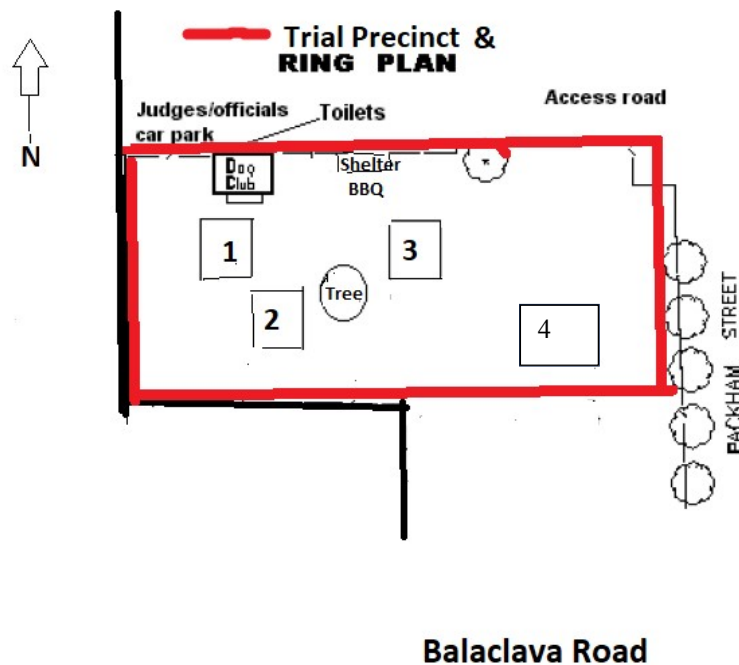 Trial Precinct &
RING PLAN
Judges/officials
car park
Toilets
Access road
N
Dog
Club
Shelter
BBQ
1
2
Tree
3
4
PACKHAM STREET
Balaclava Road